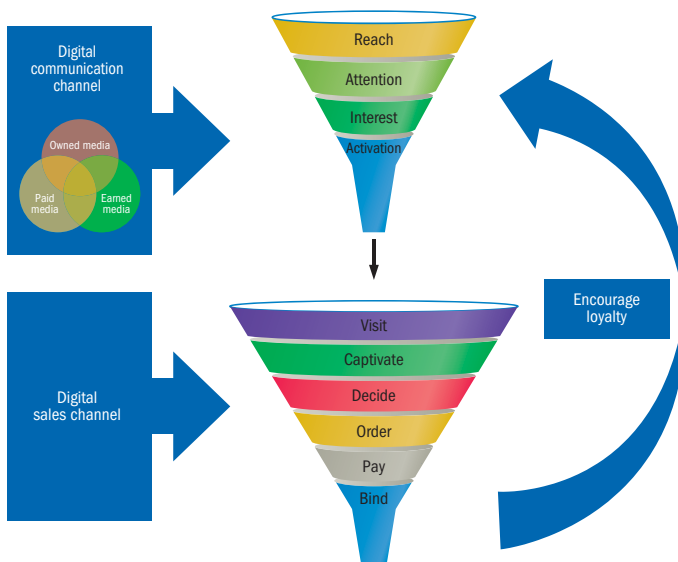 Digital
communication
channel
Owned media
Paid
media
Earned
media
Reach
Attention
Interest
Activation
Encourage
loyalty
Digital
sales channel
Visit
Captivate
Decide
Order
Pay
Bind